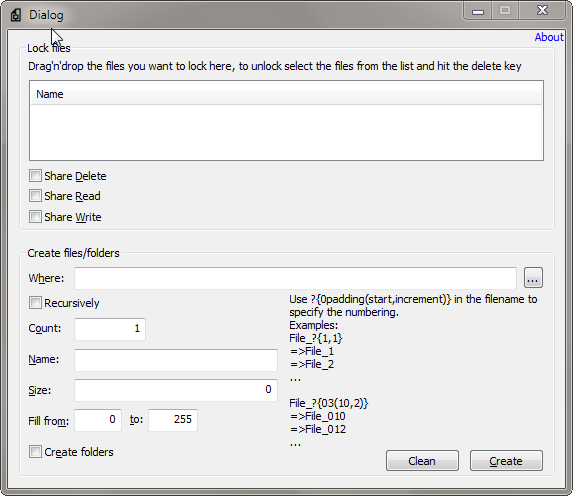 Dialog
About
Lock files
Drag'n'drop the files you want to lock here, to unlock select the files from the list and hit the delete key
Name
Share Delete
Share Read
Share Write
Create files/folders
Where:
...
Recursively
Count: 1
Name:
Size: 0
Fill from: 0 to: 255
Create folders
Use ?{0padding(start,increment)} in the filename to
specify the numbering.
Examples:
File_?{1,1}
=>File_1
=>File_2
...
File_?{03(10,2)}
=>File_010
=>File_012
...
Clean
Create